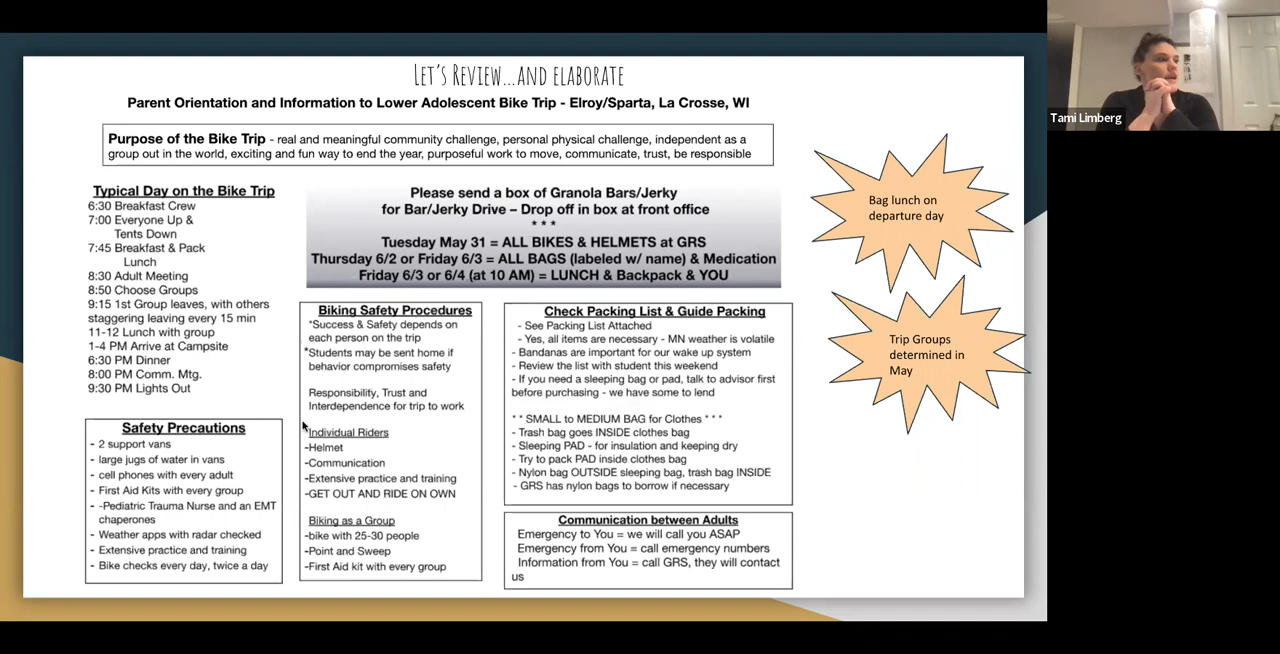 Let's Review...and elaborate
Parent Orientation and Information to Lower Adolescent Bike Trip - Elroy/Sparta, La Crosse, WI
Purpose of the Bike Trip - real and meaningful community challenge, personal physical challenge, independent as a
group out in the world, exciting and fun way to end the year, purposeful work to move, communicate, trust, be responsible
Typical Day on the Bike Trip
6:30 Breakfast Crew
7:00 Everyone Up &
Tents Down
7:45 Breakfast & Pack
Lunch
8:30 Adult Meeting
8:50 Choose Groups
9:15 1st Group leaves, with others
staggering leaving every 15 min
11-12 Lunch with group
1-4 PM Arrive at Campsite
6:30 PM Dinner
8:00 PM Comm. Mtg.
9:30 PM Lights Out
Safety Precautions
- 2 support vans
- large jugs of water in vans
- cell phones with every adult
- First Aid Kits with every group
- -Pediatric Trauma Nurse and an EMT
chaperones
- Weather apps with radar checked
- Extensive practice and training
- Bike checks every day, twice a day
Please send a box of Granola Bars/Jerky
for Bar/Jerky Drive – Drop off in box at front office
* * *
Tuesday May 31 = ALL BIKES & HELMETS at GRS
Thursday 6/2 or Friday 6/3 = ALL BAGS (labeled w/ name) & Medication
Friday 6/3 or 6/4 (at 10 AM) = LUNCH & Backpack & YOU
Biking Safety Procedures
*Success & Safety depends on
each person on the trip
*Students may be sent home if
behavior compromises safety
Responsibility, Trust and
Interdependence for trip to work
Individual Riders
-Helmet
-Communication
-Extensive practice and training
-GET OUT AND RIDE ON OWN
Biking as a Group
-bike with 25-30 people
-Point and Sweep
-First Aid kit with every group
Check Packing List & Guide Packing
- See Packing List Attached
- Yes, all items are necessary - MN weather is volatile
- Bandanas are important for our wake up system
- Review the list with student this weekend
- If you need a sleeping bag or pad, talk to advisor first
before purchasing - we have some to lend
* * SMALL to MEDIUM BAG for Clothes * * *
- Trash bag goes INSIDE clothes bag
- Sleeping PAD - for insulation and keeping dry
- Try to pack PAD inside clothes bag
- Nylon bag OUTSIDE sleeping bag, trash bag INSIDE
- GRS has nylon bags to borrow if necessary
Communication between Adults
Emergency to You = we will call you ASAP
Emergency from You = call emergency numbers
Information from You = call GRS, they will contact
us
Bag lunch on
departure day
Trip Groups
determined in
May
Tami Limberg